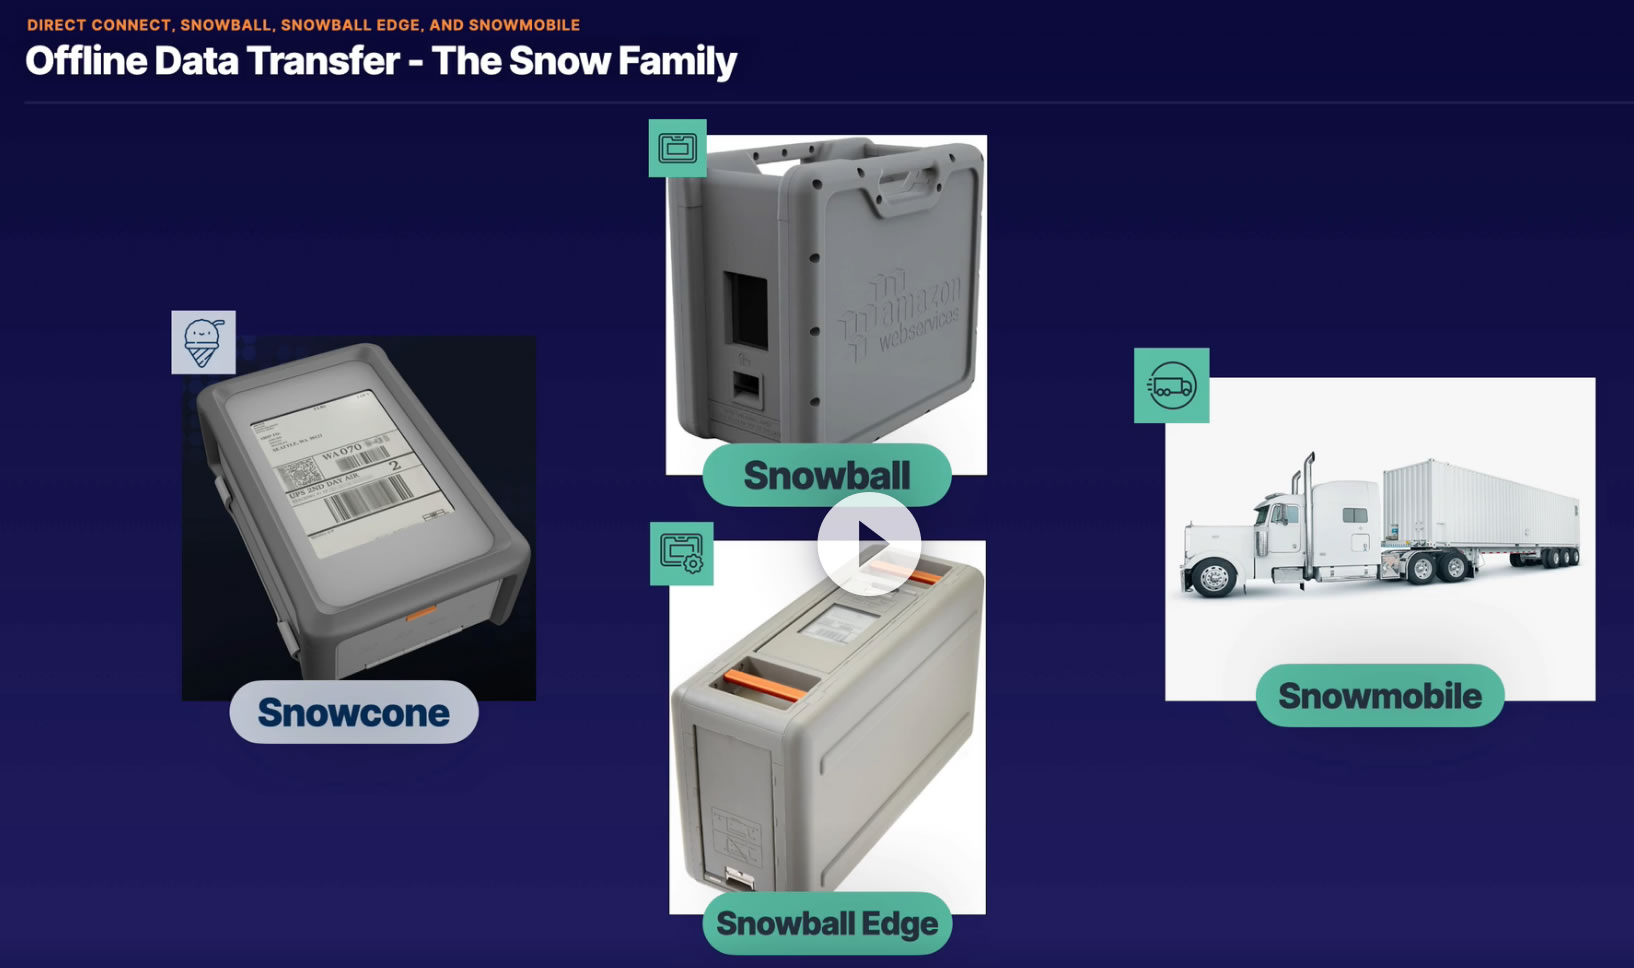 DIRECT CONNECT, SNOWBALL, SNOWBALL EDGE, AND SNOWMOBILE
Offline Data Transfer - The Snow Family
amazon
webservices
Snowball
SEATTLE, WA
WA 070
2
UPS 2ND DAY AIR
Snowcone
Snowmobile
Snowball Edge